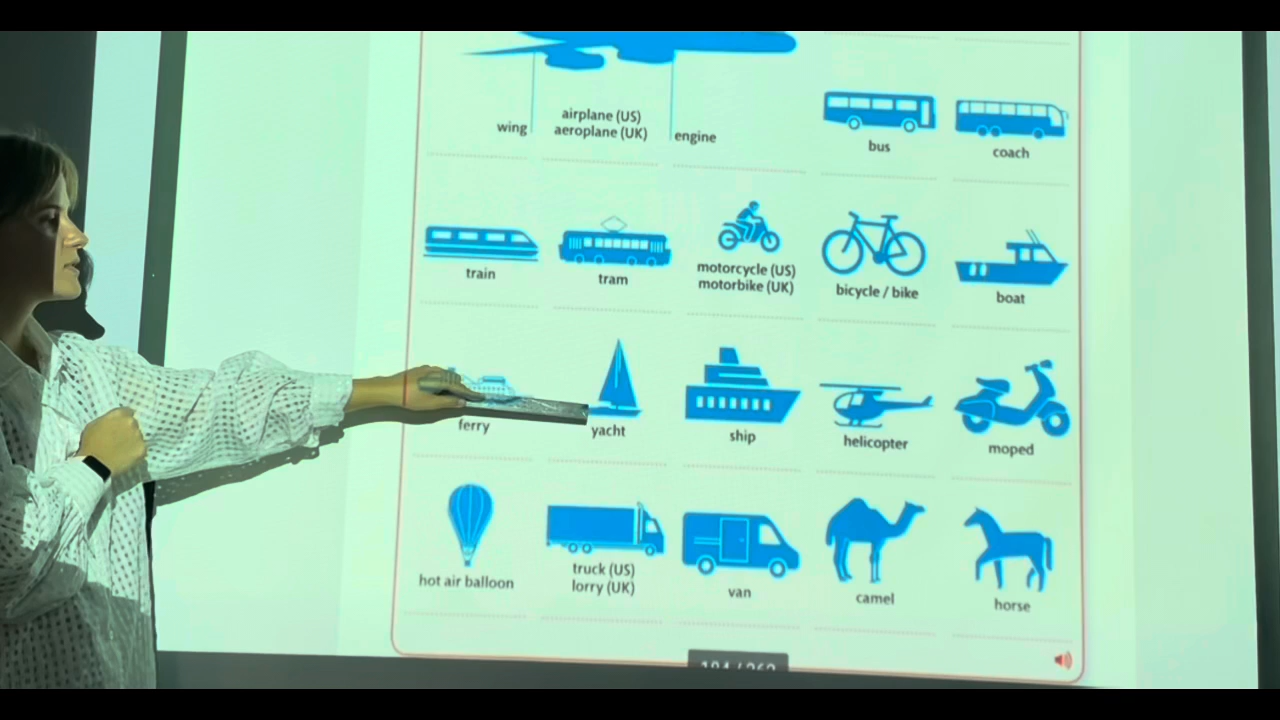 wing
airplane (US)
aeroplane (UK)
engine
bus
coach
train
tram
motorcycle (US)
motorbike (UK)
bicycle / bike
boat
ferry
yacht
ship
helicopter
moped
hot air balloon
truck (US)
lorry (UK)
van
camel
horse